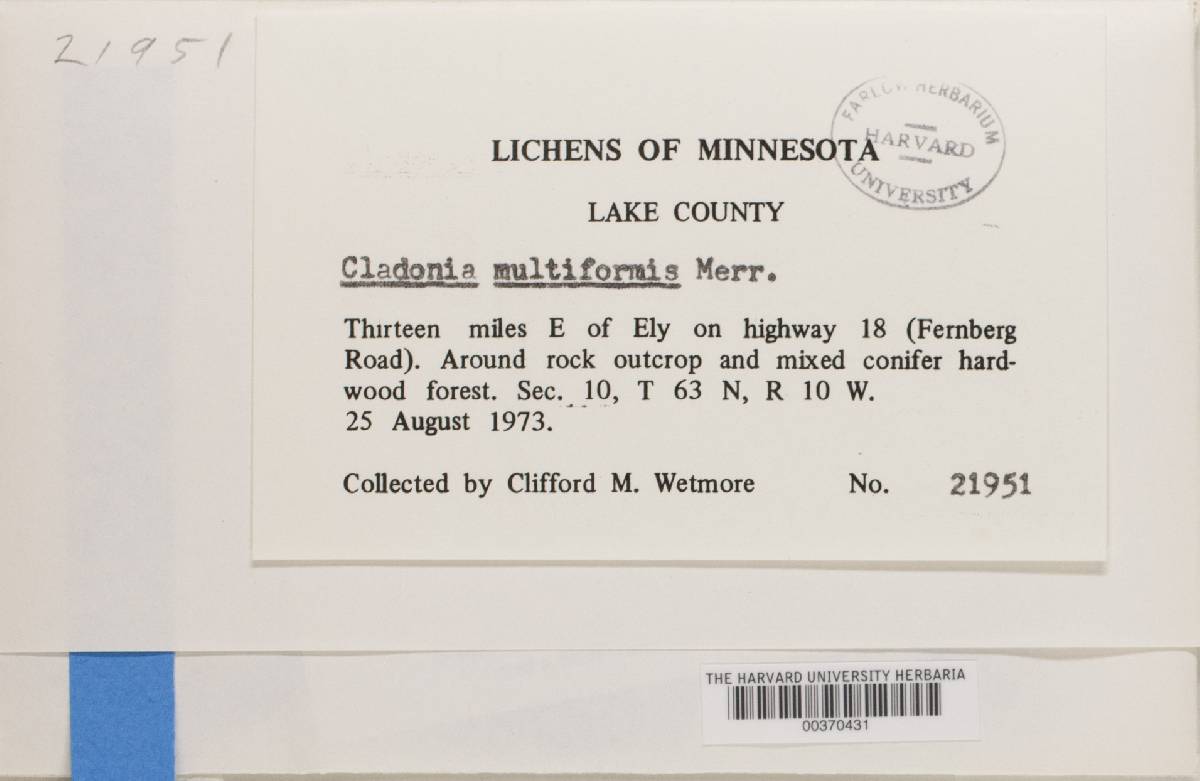 21951
FARLOW HERBARIUM
HARVARD
UNIVERSITY
LICHENS OF MINNESOTA
LAKE COUNTY
Cladonia multiformis Merr.
Thirteen miles E of Ely on highway 18 (Fernberg
Road). Around rock outcrop and mixed conifer hard-
wood forest. Sec. 10, T 63 N, R 10 W.
25 August 1973.
Collected by Clifford M. Wetmore No. 21951
THE HARVARD UNIVERSITY HERBARIA
00370431